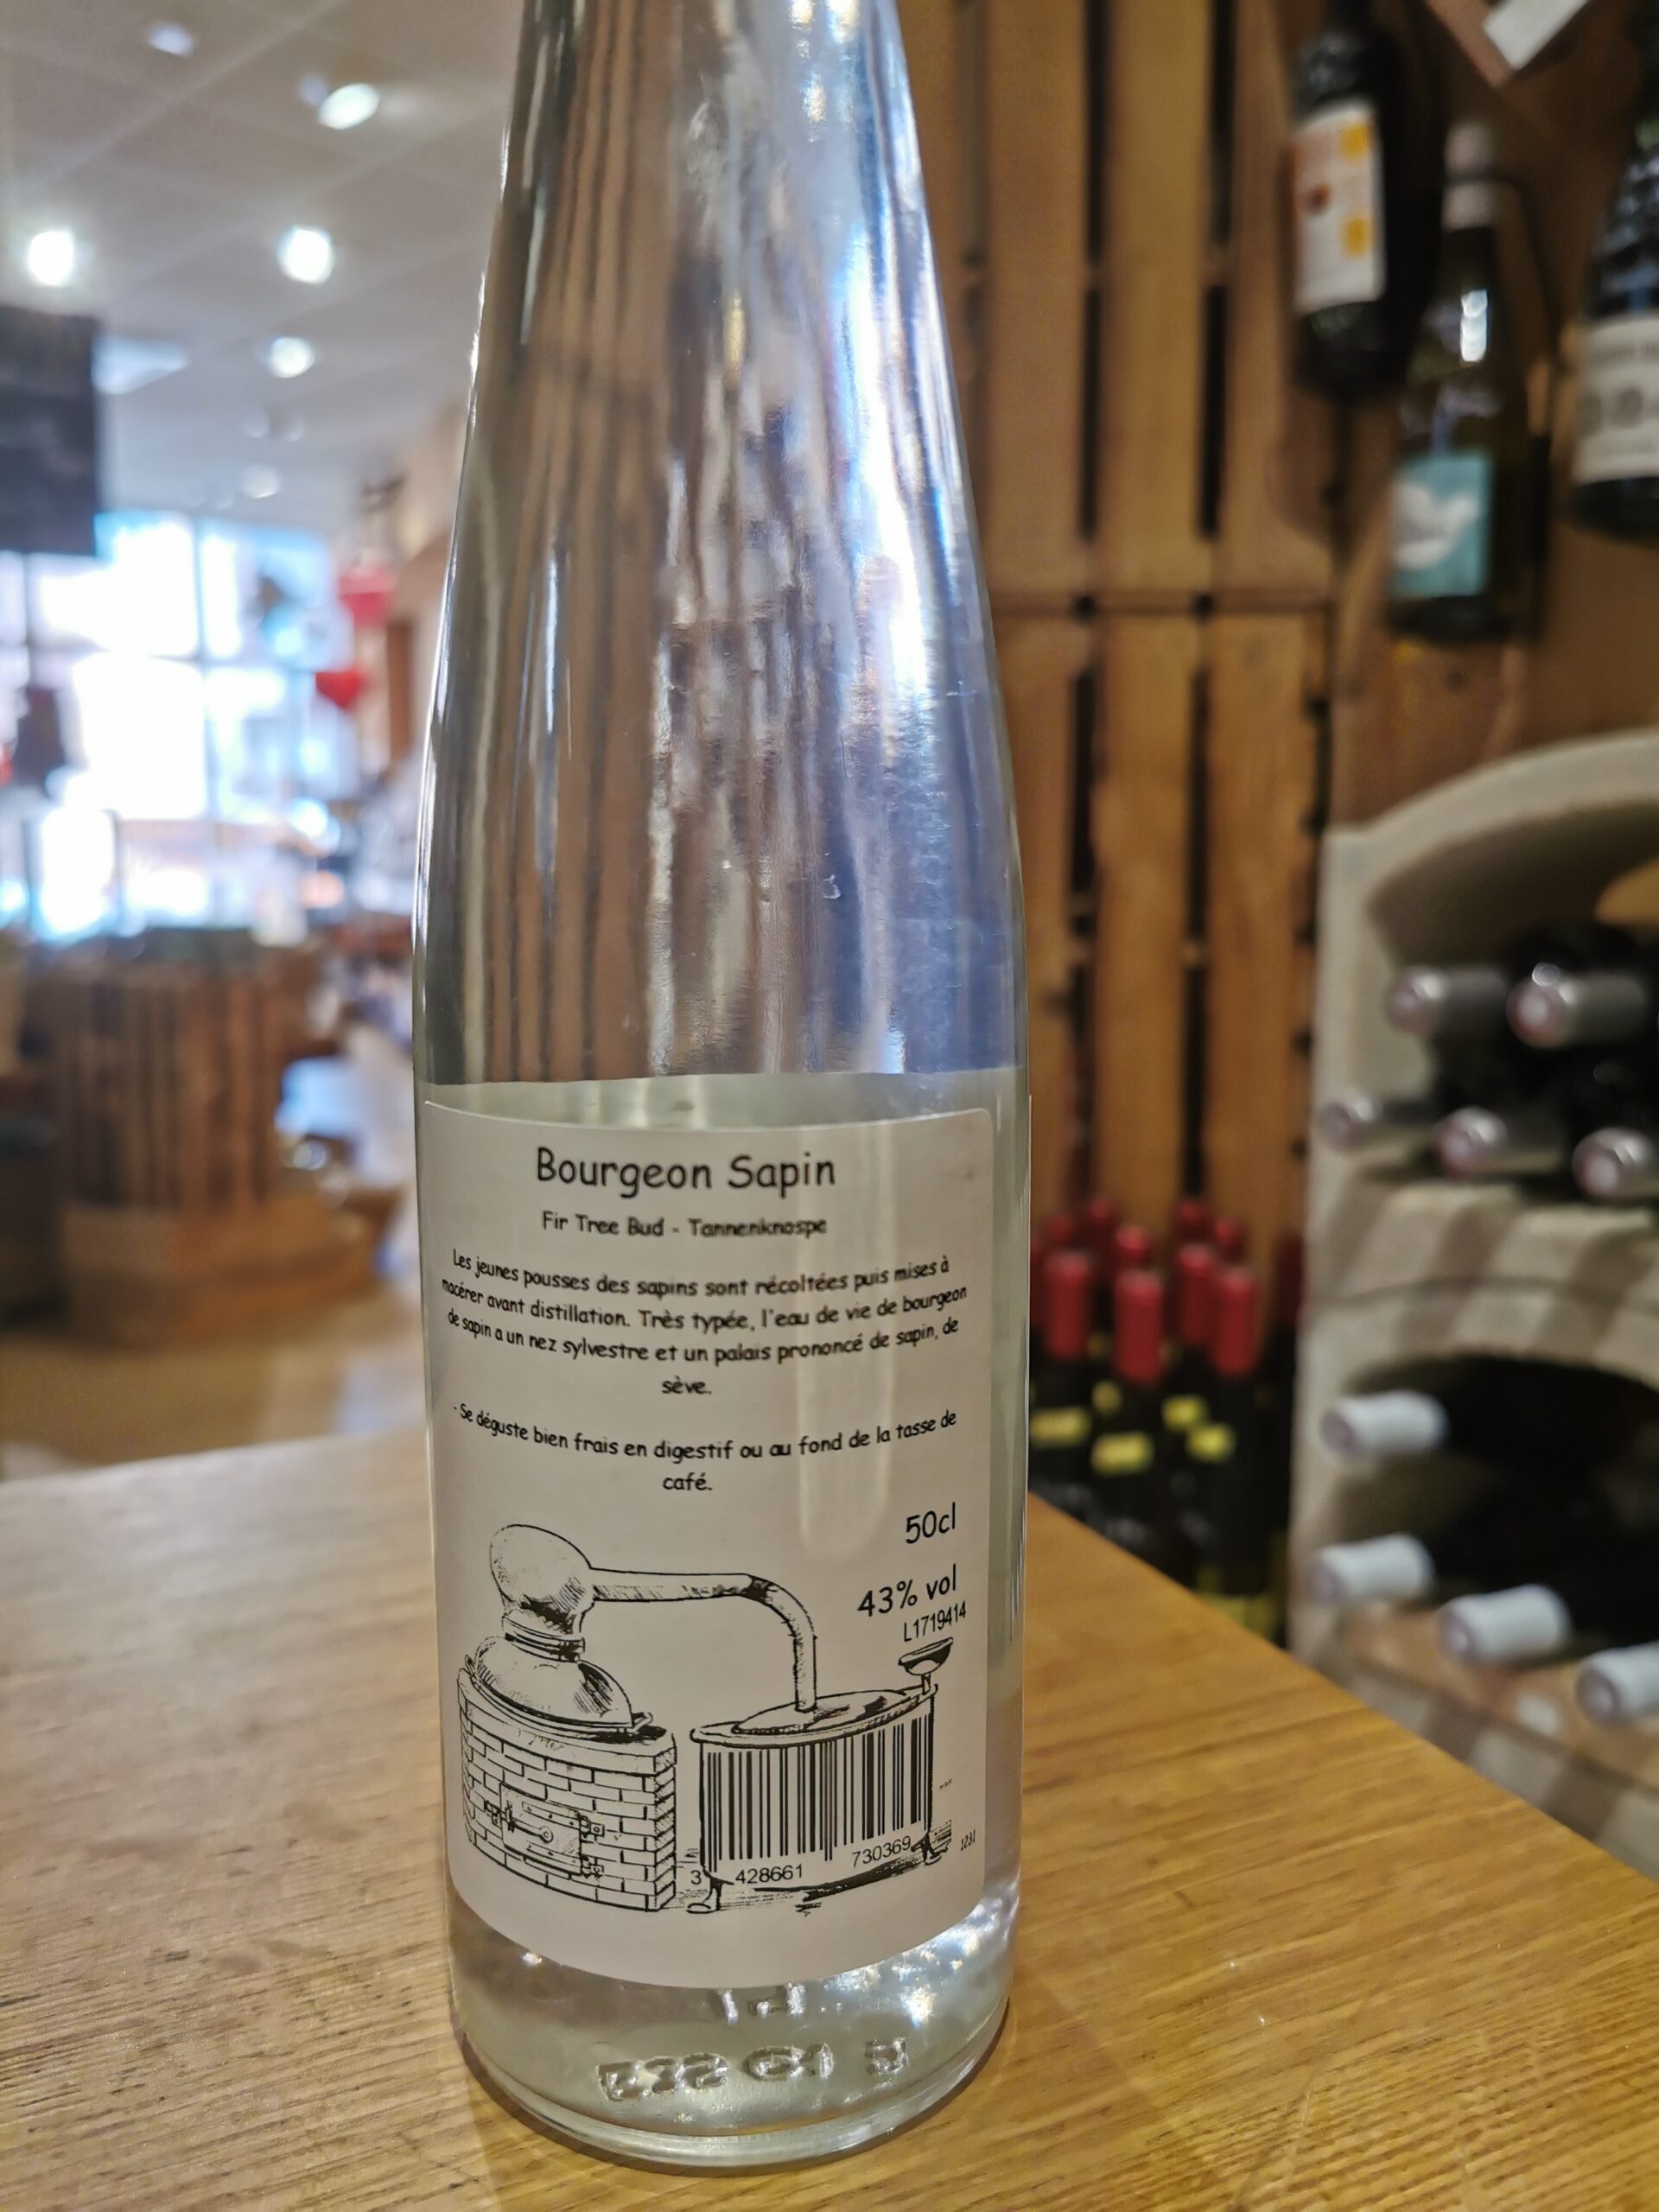 Bourgeon Sapin
Fir Tree Bud - Tannenknospe
Les jeunes pousses des sapins sont récoltées puis mises à
macérer avant distillation. Très typée, l'eau de vie de bourgeon
de sapin a un nez sylvestre et un palais prononcé de sapin, de
sève.
- Se déguste bien frais en digestif ou au fond de la tasse de
café.
50cl
43% vol
L1719414
3 428661 730369
1231